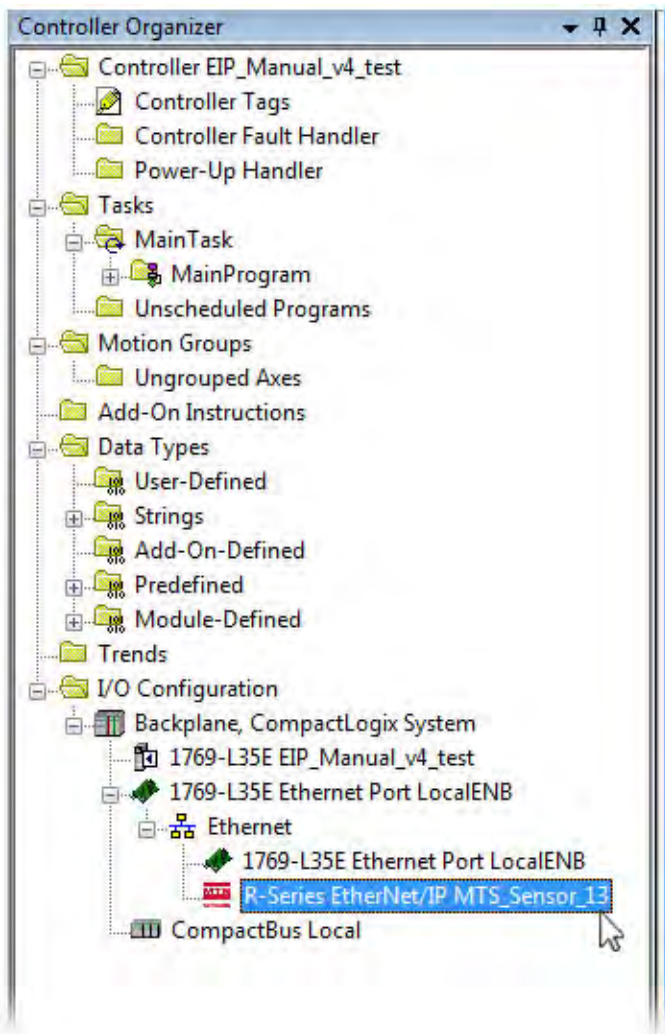 Controller Organizer
Controller EIP_Manual_v4_test
Controller Tags
Controller Fault Handler
Power-Up Handler
Tasks
MainTask
MainProgram
Unscheduled Programs
Motion Groups
Ungrouped Axes
Add-On Instructions
Data Types
User-Defined
Strings
Add-On-Defined
Predefined
Module-Defined
Trends
I/O Configuration
Backplane, CompactLogix System
1769-L35E EIP_Manual_v4_test
1769-L35E Ethernet Port LocalENB
Ethernet
1769-L35E Ethernet Port LocalENB
MTS R-Series EtherNet/IP MTS_Sensor_13
CompactBus Local